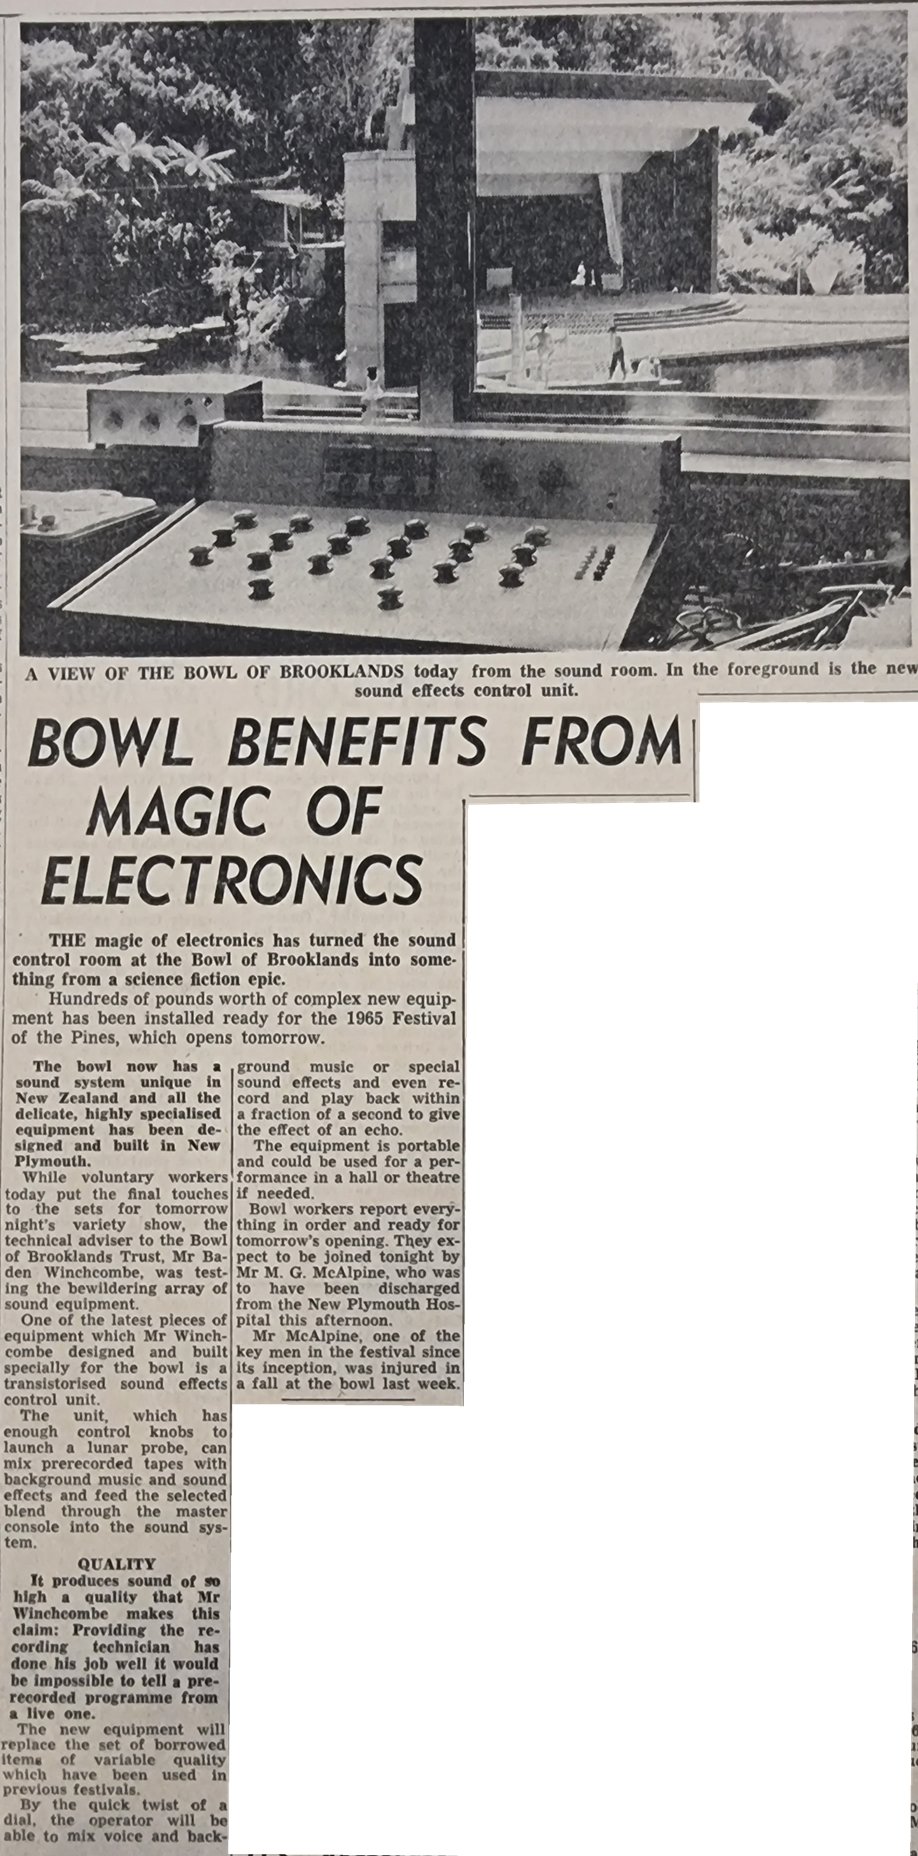 A VIEW OF THE BOWL OF BROOKLANDS today from the sound room. In the foreground is the new
sound effects control unit.
BOWL BENEFITS FROM
MAGIC OF
ELECTRONICS
THE magic of electronics has turned the sound
control room at the Bowl of Brooklands into some-
thing from a science fiction epic.
Hundreds of pounds worth of complex new equip-
ment has been installed ready for the 1965 Festival
of the Pines, which opens tomorrow.
The bowl now has a
sound system unique in
New Zealand and all the
delicate, highly specialised
equipment has been de-
signed and built in New
Plymouth.
While voluntary workers
today put the final touches
to the sets for tomorrow
night's variety show, the
technical adviser to the Bowl
of Brooklands Trust, Mr Ba-
den Winchcombe, was test-
ing the bewildering array of
sound equipment.
One of the latest pieces of
equipment which Mr Winch-
combe designed and built
specially for the bowl is a
transistorised sound effects
control unit.
The unit, which has
enough control knobs to
launch a lunar probe, can
mix prerecorded tapes with
background music and sound
effects and feed the selected
blend through the master
console into the sound sys-
tem.
QUALITY
It produces sound of so
high a quality that Mr
Winchcombe makes this
claim: Providing the re-
cording technician has
done his job well it would
be impossible to tell a pre-
recorded programme from
a live one.
The new equipment will
replace the set of borrowed
items of variable quality
which have been used in
previous festivals.
By the quick twist of a
dial, the operator will be
able to mix voice and back-
ground music or special
sound effects and even re-
cord and play back within
a fraction of a second to give
the effect of an echo.
The equipment is portable
and could be used for a per-
formance in a hall or theatre
if needed.
Bowl workers report every-
thing in order and ready for
tomorrow's opening. They ex-
pect to be joined tonight by
Mr M. G. McAlpine, who was
to have been discharged
from the New Plymouth Hos-
pital this afternoon.
Mr McAlpine, one of the
key men in the festival since
its inception, was injured in
a fall at the bowl last week.